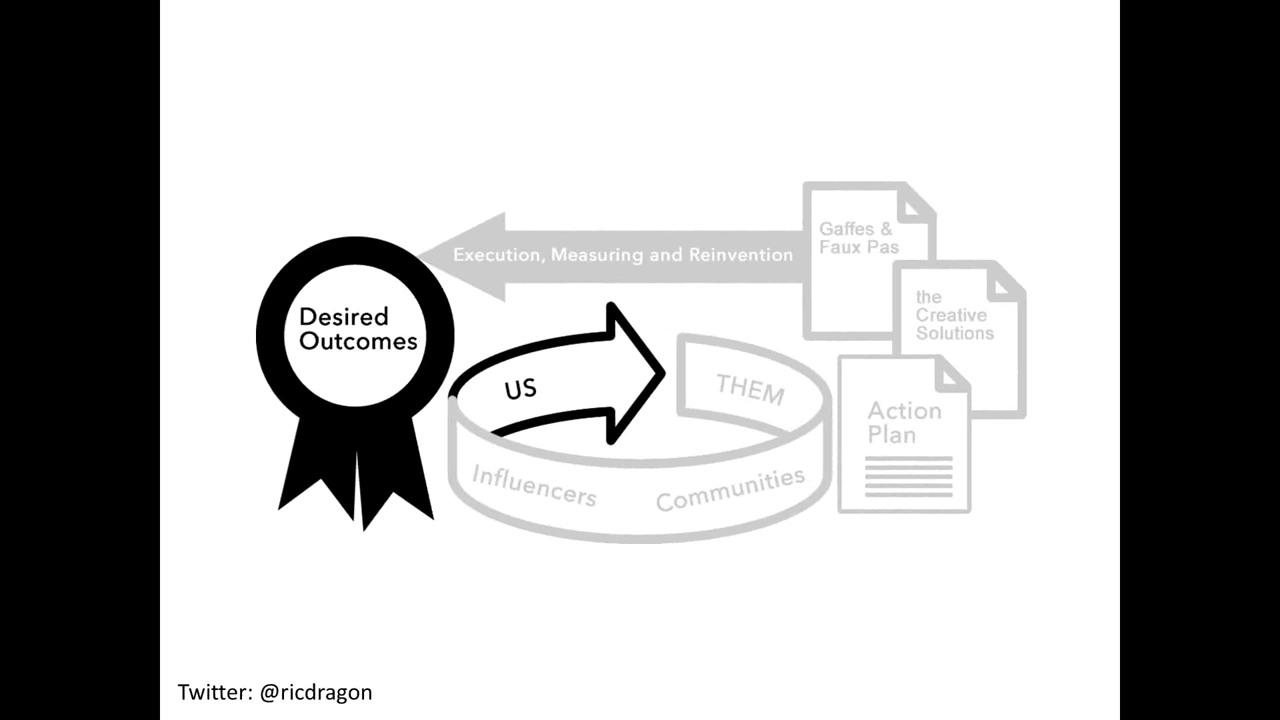 Gaffes &
Faux Pas
Execution, Measuring and Reinvention
the
Creative
Solutions
Desired
Outcomes
US
THEM
Action
Plan
Influencers
Communities
Twitter: @ricdragon